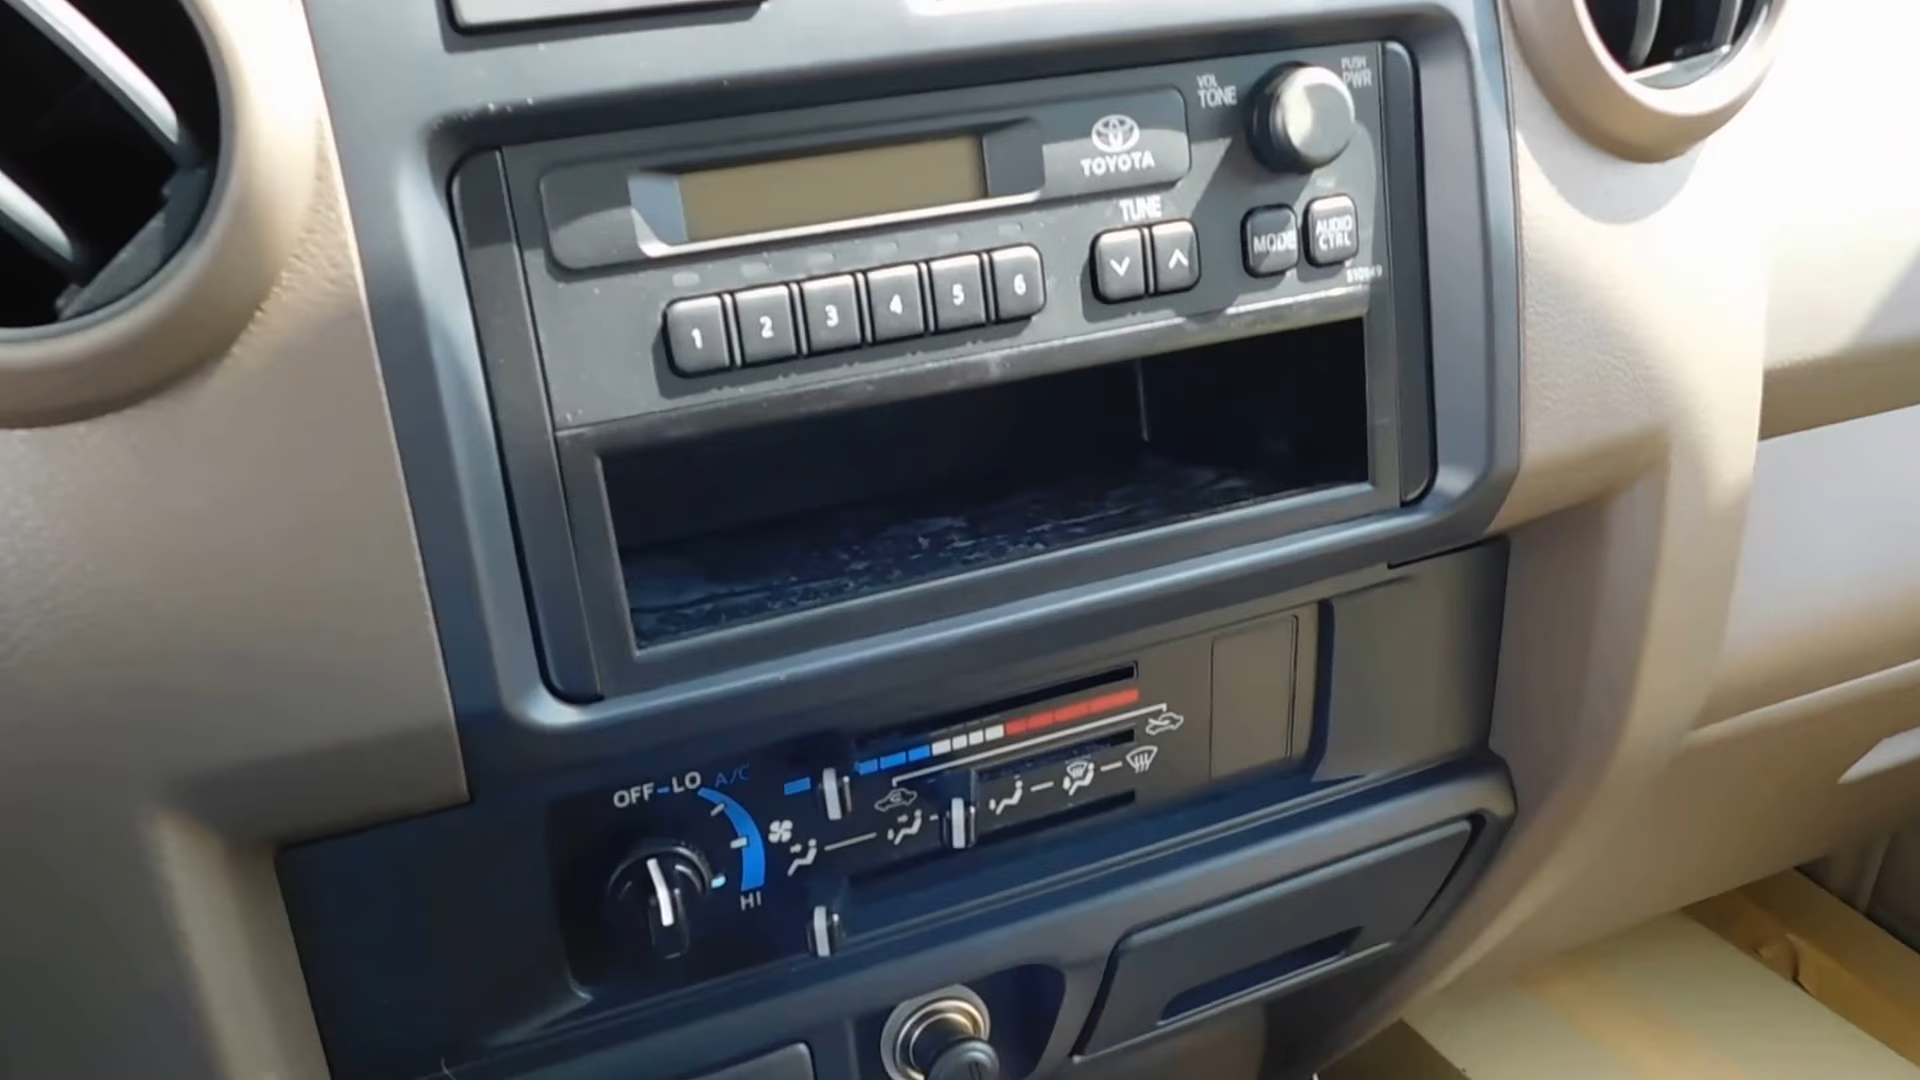 VOL
TONE
PUSH
PWR
TOYOTA
TUNE
MODE
AUDIO
CTRL
1 2 3 4 5 6
OFF-LO A/C
HI